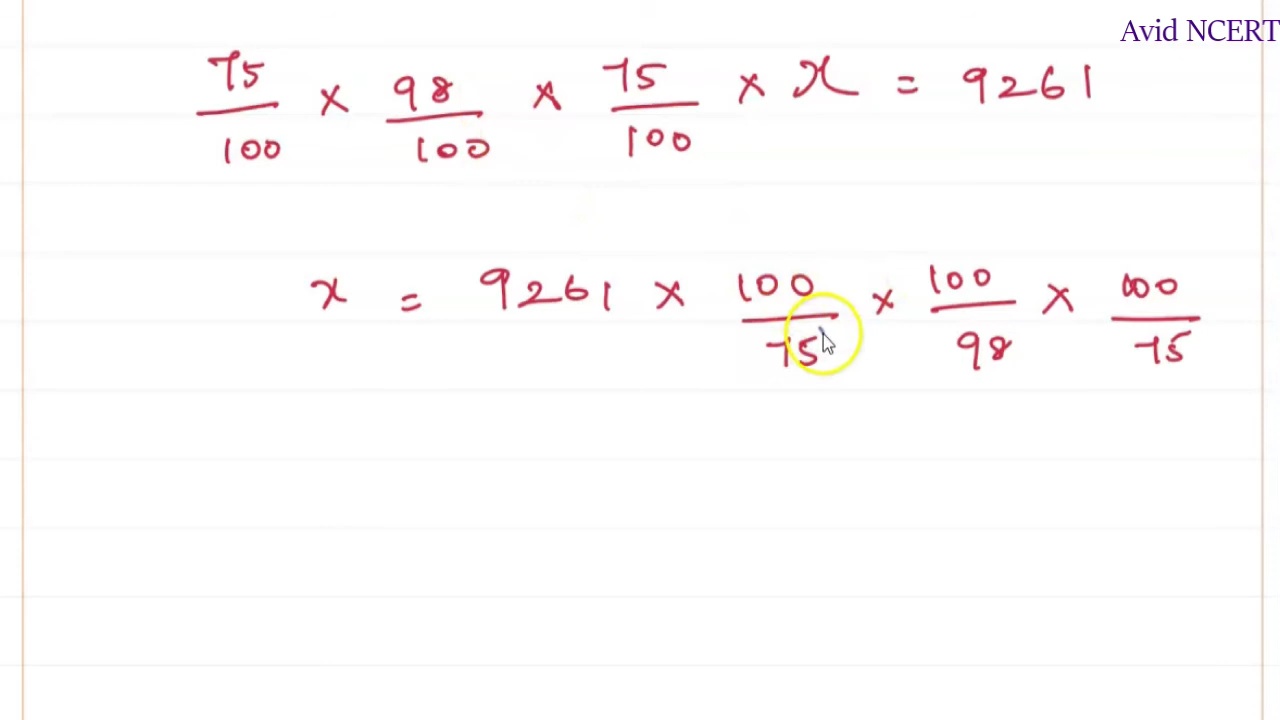 Avid NCERT
75/100 × 98/100 × 75/100 × x = 9261
x = 9261 × 100/75 × 100/98 × 100/75